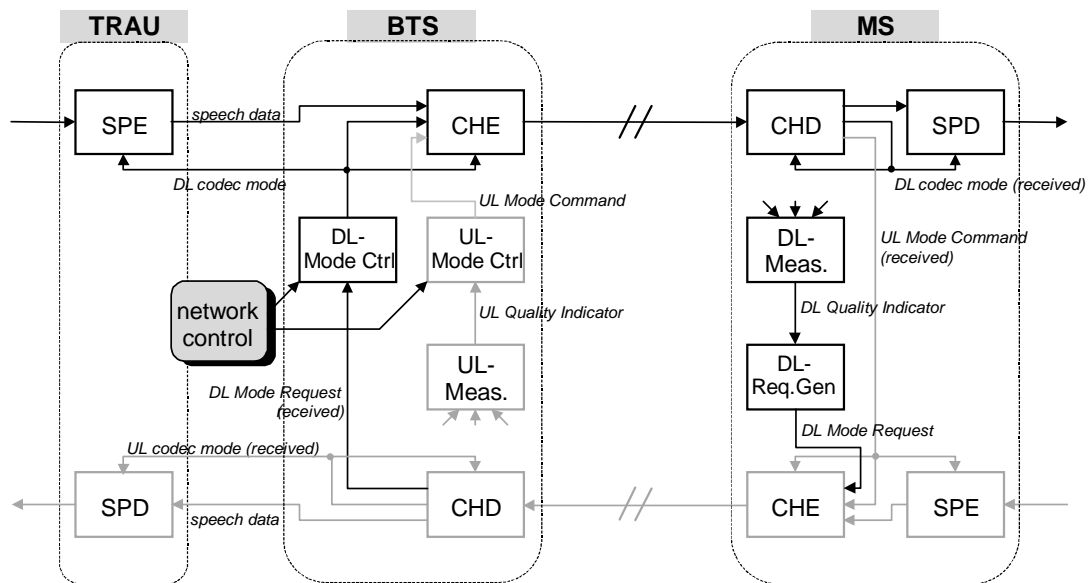 TRAU
BTS
MS
SPE
speech data
CHE
CHD
SPD
DL codec mode
DL codec mode (received)
UL Mode Command
DL-
Mode Ctrl
UL-
Mode Ctrl
DL-
Meas.
UL Mode Command
(received)
network
control
UL Quality Indicator
DL Quality Indicator
UL-
Meas.
DL-
Req.Gen
DL Mode Request
(received)
DL Mode Request
UL codec mode (received)
SPD
speech data
CHD
CHE
SPE